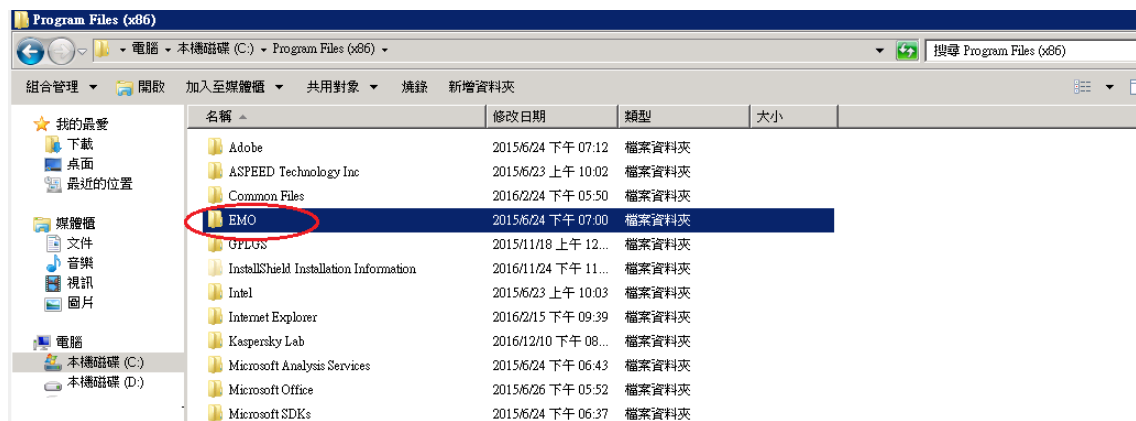 Program Files (x86)
電腦 本機磁碟 (C:) Program Files (x86) 搜尋 Program Files (x86)
組合管理 開啟 加入至媒體櫃 共用對象 燒錄 新增資料夾
我的最愛
下載
桌面
最近的位置
媒體櫃
文件
音樂
視訊
圖片
電腦
本機磁碟 (C:)
本機磁碟 (D:)
名稱 修改日期 類型 大小
Adobe 2015/6/24 下午 07:12 檔案資料夾
ASPEED Technology Inc 2015/6/23 上午 10:02 檔案資料夾
Common Files 2016/2/24 下午 05:50 檔案資料夾
EMO 2015/6/24 下午 07:00 檔案資料夾
GPLGS 2015/11/18 上午 12... 檔案資料夾
InstallShield Installation Information 2016/11/24 下午 11... 檔案資料夾
Intel 2015/6/23 上午 10:03 檔案資料夾
Internet Explorer 2016/2/15 下午 09:39 檔案資料夾
Kaspersky Lab 2016/12/10 下午 08... 檔案資料夾
Microsoft Analysis Services 2015/6/24 下午 06:43 檔案資料夾
Microsoft Office 2015/6/26 下午 05:52 檔案資料夾
Microsoft SDKs 2015/6/24 下午 06:37 檔案資料夾